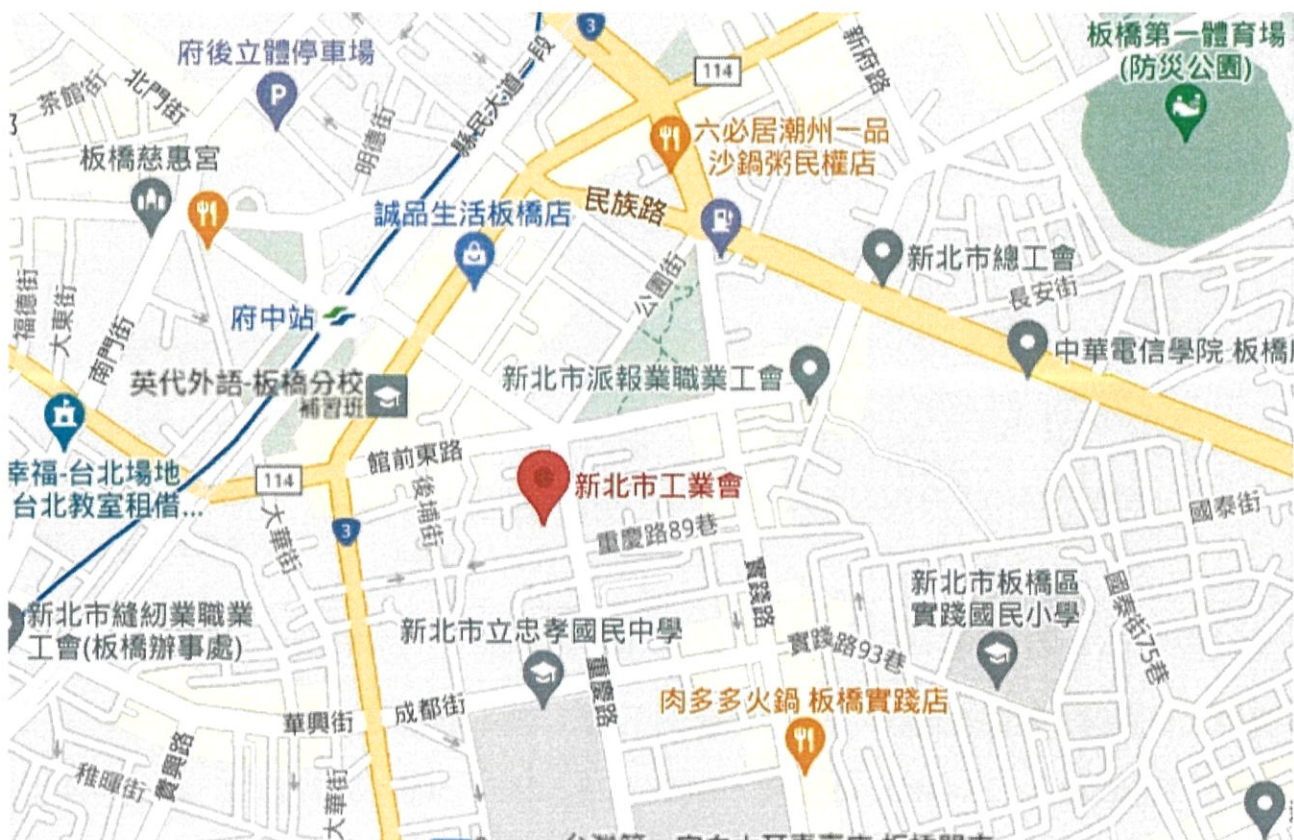 3
府後立體停車場
114
新府路
板橋第一體育場
(防災公園)
北門街
茶館街
縣民大道一段
P
明德街
六必居潮州一品
沙鍋粥民權店
板橋慈惠宮
民族路
誠品生活板橋店
新北市總工會
公園街
長安街
福德街
大東街
府中站
南門街
中華電信學院 板橋
新北市派報業職業工會
英代外語-板橋分校
補習班
館前東路
幸福-台北場地
台北教室租借...
114
後埔街
新北市工業會
大華街
3
重慶路89巷
國泰街
實踐路
新北市板橋區
實踐國民小學
國泰街75巷
新北市縫紉業職業
工會(板橋辦事處)
新北市立忠孝國民中學
實踐路93巷
重慶路
肉多多火鍋 板橋實踐店
華興街
成都街
貴興路
稚暉街
大華街